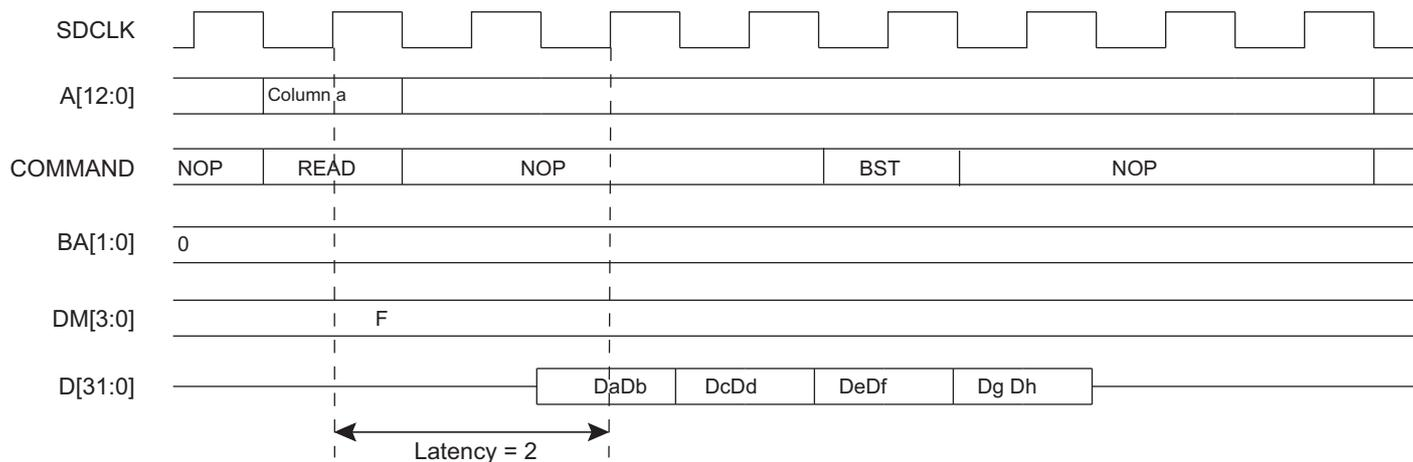 SDCLK
A[12:0] Column a
COMMAND NOP READ NOP BST NOP
BA[1:0] 0
DM[3:0] F
D[31:0] DaDb DcDd DeDf Dg Dh
Latency = 2